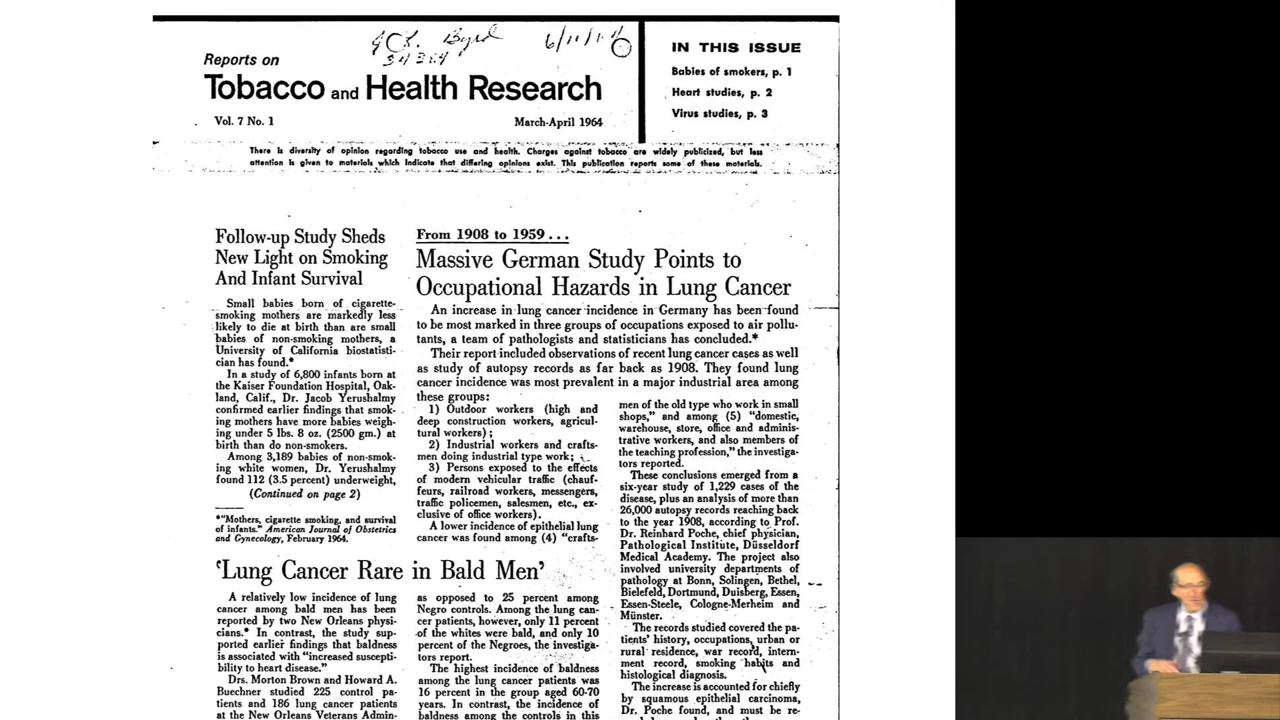 Byrd
Reports on
Tobacco and Health Research
Vol. 7 No. 1
March-April 1964
IN THIS ISSUE
Babies of smokers, p. 1
Heart studies, p. 2
Virus studies, p. 3
There is diversity of opinion regarding tobacco use and health. Charges against tobacco are widely publicized, but less
attention is given to materials which indicate that differing opinions exist. This publication reports some of these materials.
Follow-up Study Sheds
New Light on Smoking
And Infant Survival
Small babies born of cigarette-
smoking mothers are markedly less
likely to die at birth than are small
babies of non-smoking mothers, a
University of California biostatisti-
cian has found.*
In a study of 6,800 infants born at
the Kaiser Foundation Hospital, Oak-
land, Calif., Dr. Jacob Yerushalmy
confirmed earlier findings that smok-
ing mothers have more babies weigh-
ing under 5 lbs. 8 oz. (2500 gm.) at
birth than do non-smokers.
Among 3,189 babies of non-smok-
ing white women, Dr. Yerushalmy
found 112 (3.5 percent) underweight,
(Continued on page 2)
*"Mothers, cigarette smoking, and survival
of infants." American Journal of Obstetrics
and Gynecology, February 1964.
From 1908 to 1959 . . .
Massive German Study Points to
Occupational Hazards in Lung Cancer
An increase in lung cancer incidence in Germany has been found
to be most marked in three groups of occupations exposed to air pollu-
tants, a team of pathologists and statisticians has concluded.*
Their report included observations of recent lung cancer cases as well
as study of autopsy records as far back as 1908. They found lung
cancer incidence was most prevalent in a major industrial area among
these groups:
1) Outdoor workers (high and
deep construction workers, agricul-
tural workers);
2) Industrial workers and crafts-
men doing industrial type work;
3) Persons exposed to the effects
of modern vehicular traffic (chauf-
feurs, railroad workers, messengers,
traffic policemen, salesmen, etc., ex-
clusive of office workers).
A lower incidence of epithelial lung
cancer was found among (4) "crafts-
men of the old type who work in small
shops," and among (5) "domestic,
warehouse, store, office and adminis-
trative workers, and also members of
the teaching profession," the investiga-
tors reported.
These conclusions emerged from a
six-year study of 1,229 cases of the
disease, plus an analysis of more than
26,000 autopsy records reaching back
to the year 1908, according to Prof.
Dr. Reinhard Poche, chief physician,
Pathological Institute, Düsseldorf
Medical Academy. The project also
involved university departments of
pathology at Bonn, Solingen, Bethel,
Bielefeld, Dortmund, Duisberg, Essen,
Essen-Steele, Cologne-Merheim and
Münster.
The records studied covered the pa-
tients' history, occupations, urban or
rural residence, war record, intern-
ment record, smoking habits and
histological diagnosis.
The increase is accounted for chiefly
by squamous epithelial carcinoma,
Dr. Poche found, and must be re-
'Lung Cancer Rare in Bald Men'
A relatively low incidence of lung
cancer among bald men has been
reported by two New Orleans physi-
cians.* In contrast, the study sup-
ported earlier findings that baldness
is associated with "increased suscepti-
bility to heart disease."
Drs. Morton Brown and Howard A.
Buechner studied 225 control pa-
tients and 186 lung cancer patients
at the New Orleans Veterans Admin-
as opposed to 25 percent among
Negro controls. Among the lung can-
cer patients, however, only 11 percent
of the whites were bald, and only 10
percent of the Negroes, the investiga-
tors report.
The highest incidence of baldness
among the lung cancer patients was
16 percent in the group aged 60-70
years. In contrast, the incidence of
baldness among the controls in this